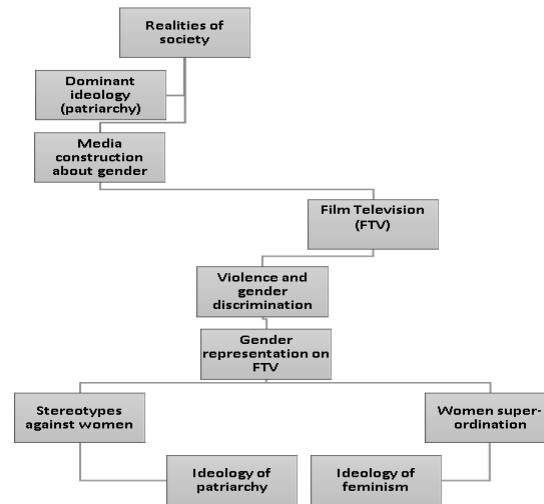 Realities of
society
Dominant
ideology
(patriarchy)
Media
construction
about gender
Film Television
(FTV)
Violence and
gender
discrimination
Gender
representation on
FTV
Stereotypes
against women
Women super-
ordination
Ideology of
patriarchy
Ideology of
feminism